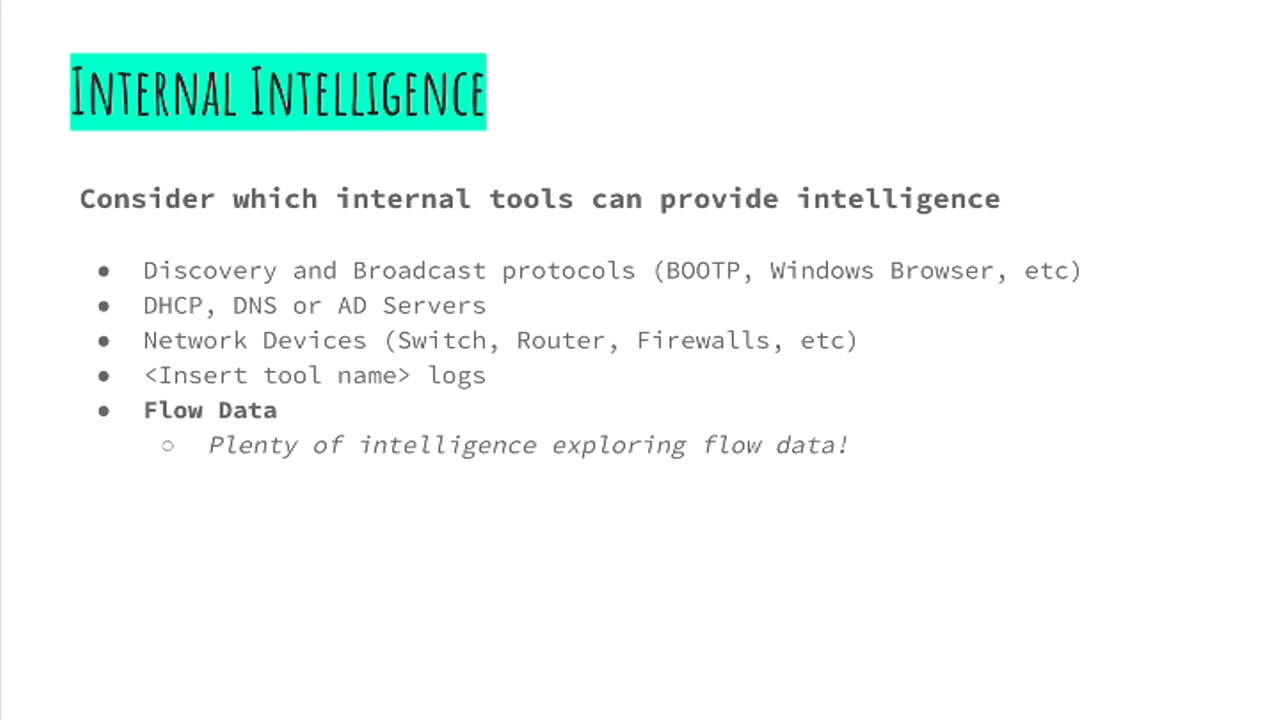 Internal Intelligence
Consider which internal tools can provide intelligence
● Discovery and Broadcast protocols (BOOTP, Windows Browser, etc)
● DHCP, DNS or AD Servers
● Network Devices (Switch, Router, Firewalls, etc)
● <Insert tool name> logs
● Flow Data
○ Plenty of intelligence exploring flow data!